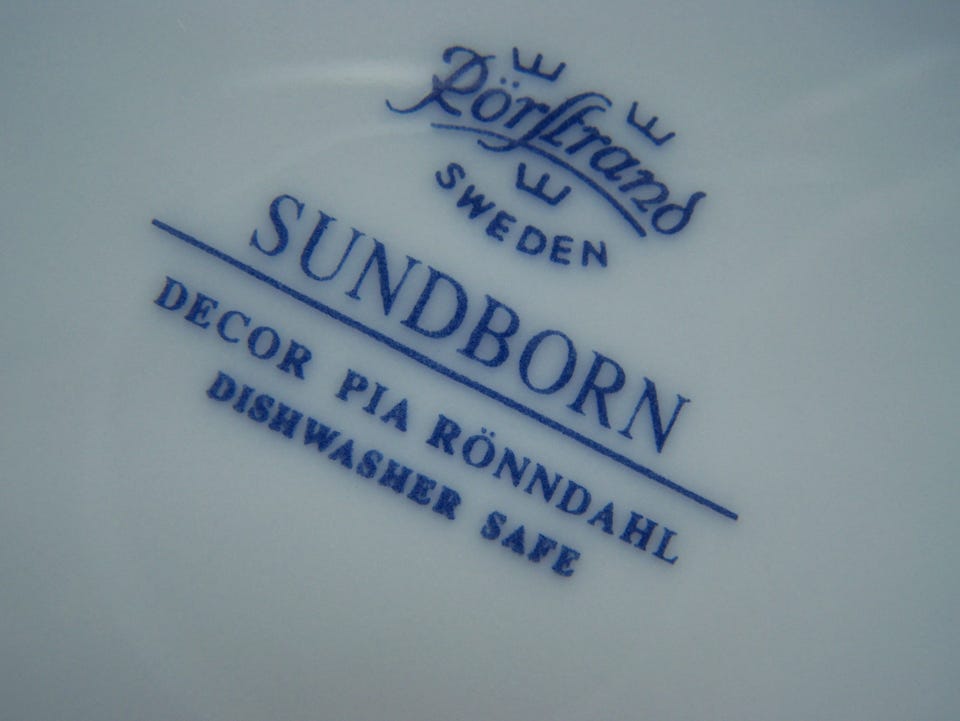 Rörstrand
SWEDEN
SUNDBORN
DECOR PIA RÖNNDAHL
DISHWASHER SAFE